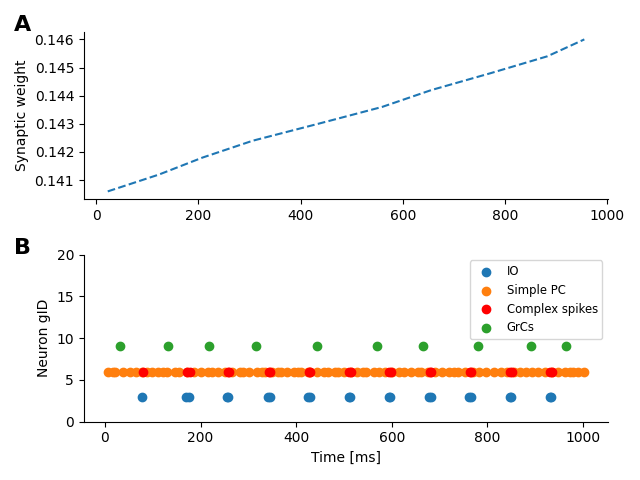 A
0.146
0.145
0.144
0.143
0.142
0.141
Synaptic weight
0 200 400 600 800 1000
B
20
15
10
5
0
Neuron gID
IO
Simple PC
Complex spikes
GrCs
0 200 400 600 800 1000
Time [ms]